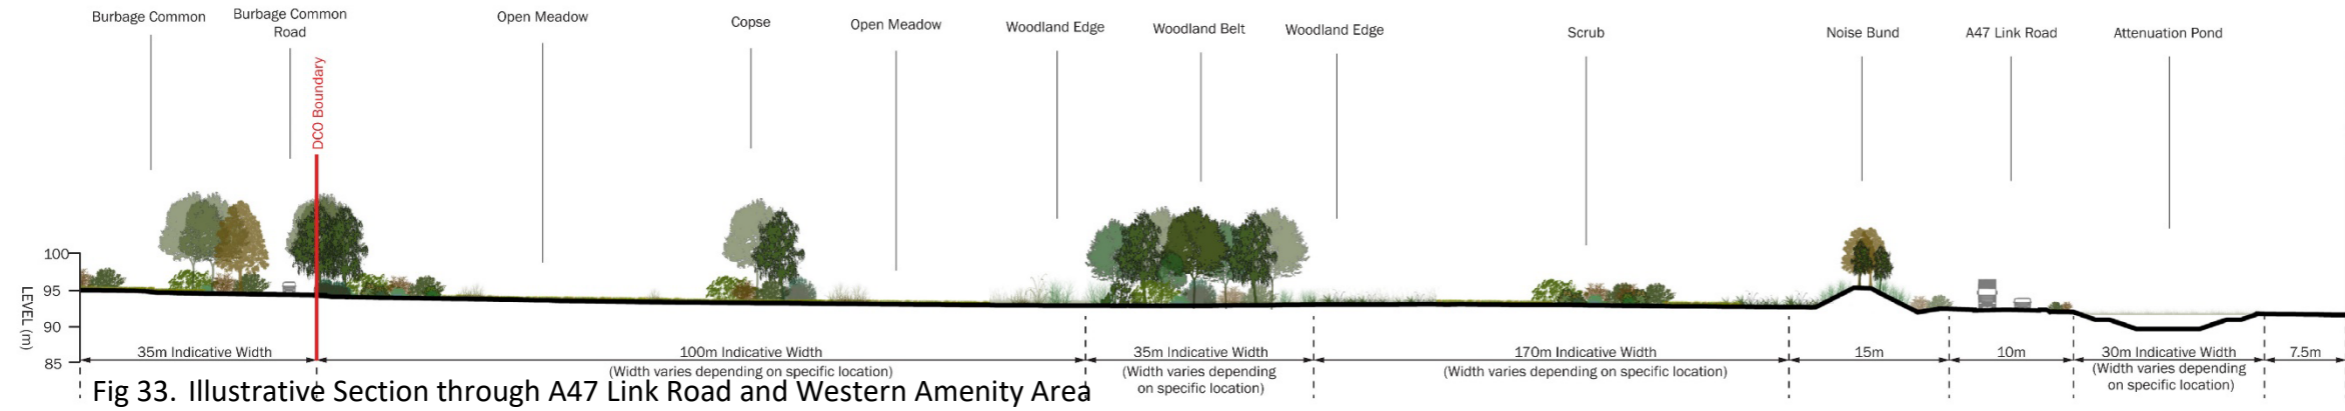 Burbage Common
Burbage Common
Road
Open Meadow
Copse
Open Meadow
Woodland Edge
Woodland Belt
Woodland Edge
Scrub
Noise Bund
A47 Link Road
Attenuation Pond
DCO Boundary
LEVEL (m)
100
95
90
85
35m Indicative Width
100m Indicative Width
(Width varies depending on specific location)
35m Indicative Width
(Width varies depending
on specific location)
170m Indicative Width
(Width varies depending on specific location)
15m
10m
30m Indicative Width
(Width varies depending
on specific location)
7.5m
Fig 33. Illustrative Section through A47 Link Road and Western Amenity Area